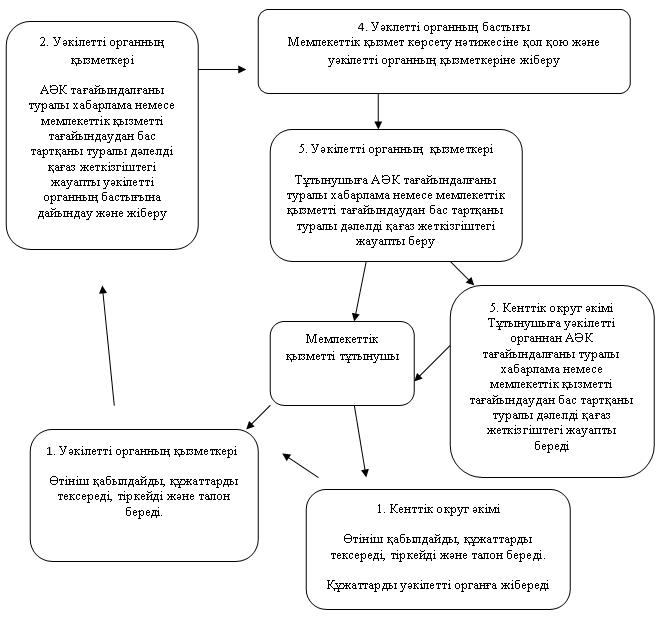 2. Уәкілетті органның
қызметкері
АӘК тағайындалғаны
туралы хабарлама немесе
мемлекеттік қызметті
тағайындаудан бас
тартқаны туралы дәлелді
қағаз жеткізгіштегі
жауапты уәкілетті
органның бастығына
дайындау және жіберу
4. Уәклетті органның бастығы
Мемлекеттік қызмет көрсету нәтижесіне қол қою және
уәкілетті органның қызметкеріне жіберу
5. Уәкілетті органның қызметкері
Тұтынушыға АӘК тағайындалғаны
туралы хабарлама немесе мемлекеттік
қызметті тағайындаудан бас тартқаны
туралы дәлелді қағаз жеткізгіштегі
жауапты беру
5. Кенттік округ әкімі
Тұтынушыға уәкілетті
органнан АӘК
тағайындалғаны туралы
хабарлама немесе
мемлекеттік қызметті
тағайындаудан бас тартқаны
туралы дәлелді қағаз
жеткізгіштегі жауапты
береді
Мемлекеттік
қызметті тұтынушы
1. Уәкілетті органның қызметкері
Өтініш қабылдайды, құжаттарды
тексереді, тіркейді және талон
береді.
1. Кенттік округ әкімі
Өтініш қабылдайды, құжаттарды
тексереді, тіркейді және талон береді.
Құжаттарды уәкілетті органға жібереді